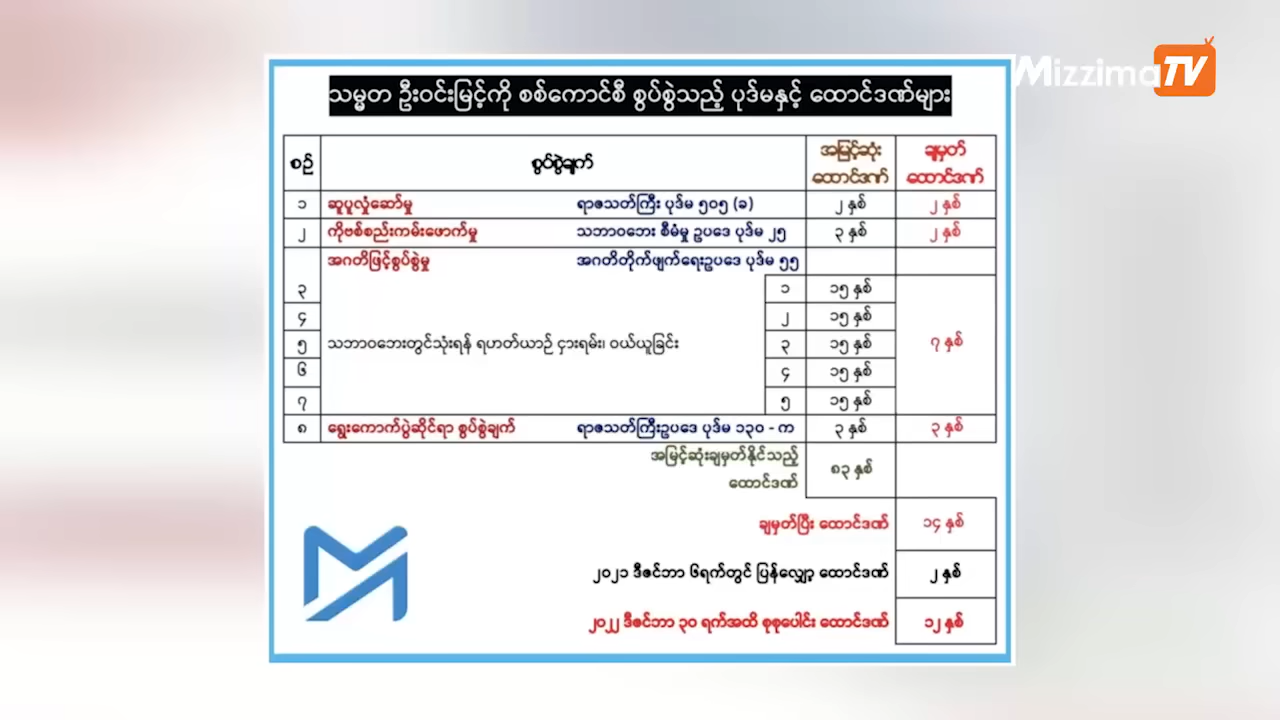 MizzimaTV
သမ္မတ ဦးဝင်းမြင့်ကို စစ်ကောင်စီ စွပ်စွဲသည့် ပုဒ်မနှင့် ထောင်ဒဏ်များ
စဉ် စွပ်စွဲချက် အမြင့်ဆုံး ထောင်ဒဏ် ချမှတ် ထောင်ဒဏ်
၁ ဆူပူလှုံ့ဆော်မှု ရာဇသတ်ကြီး ပုဒ်မ ၅၀၅ (ခ) ၂ နှစ် ၂ နှစ်
၂ ကိုဗစ်စည်းကမ်းဖောက်မှု သဘာဝဘေး စီမံမှု ဥပဒေ ပုဒ်မ ၂၅ ၃ နှစ် ၂ နှစ်
အဂတိဖြင့်စွပ်စွဲမှု အဂတိတိုက်ဖျက်ရေးဥပဒေ ပုဒ်မ ၅၅
၃ ၁ ၁၅ နှစ်
၄ ၂ ၁၅ နှစ်
၅ သဘာဝဘေးတွင်သုံးရန် ရဟတ်ယာဉ် ငှားရမ်း၊ ဝယ်ယူခြင်း ၃ ၁၅ နှစ် ၇ နှစ်
၆ ၄ ၁၅ နှစ်
၇ ၅ ၁၅ နှစ်
၈ ရွေးကောက်ပွဲဆိုင်ရာ စွပ်စွဲချက် ရာဇသတ်ကြီးဥပဒေ ပုဒ်မ ၁၃၀ - က ၃ နှစ် ၃ နှစ်
အမြင့်ဆုံးချမှတ်နိုင်သည့်
ထောင်ဒဏ် ၈၃ နှစ်
ချမှတ်ပြီး ထောင်ဒဏ် ၁၄ နှစ်
၂၀၂၁ ဒီဇင်ဘာ ၆ရက်တွင် ပြန်လျှော့ ထောင်ဒဏ် ၂ နှစ်
၂၀၂၂ ဒီဇင်ဘာ ၃၀ ရက်အထိ စုစုပေါင်း ထောင်ဒဏ် ၁၂ နှစ်